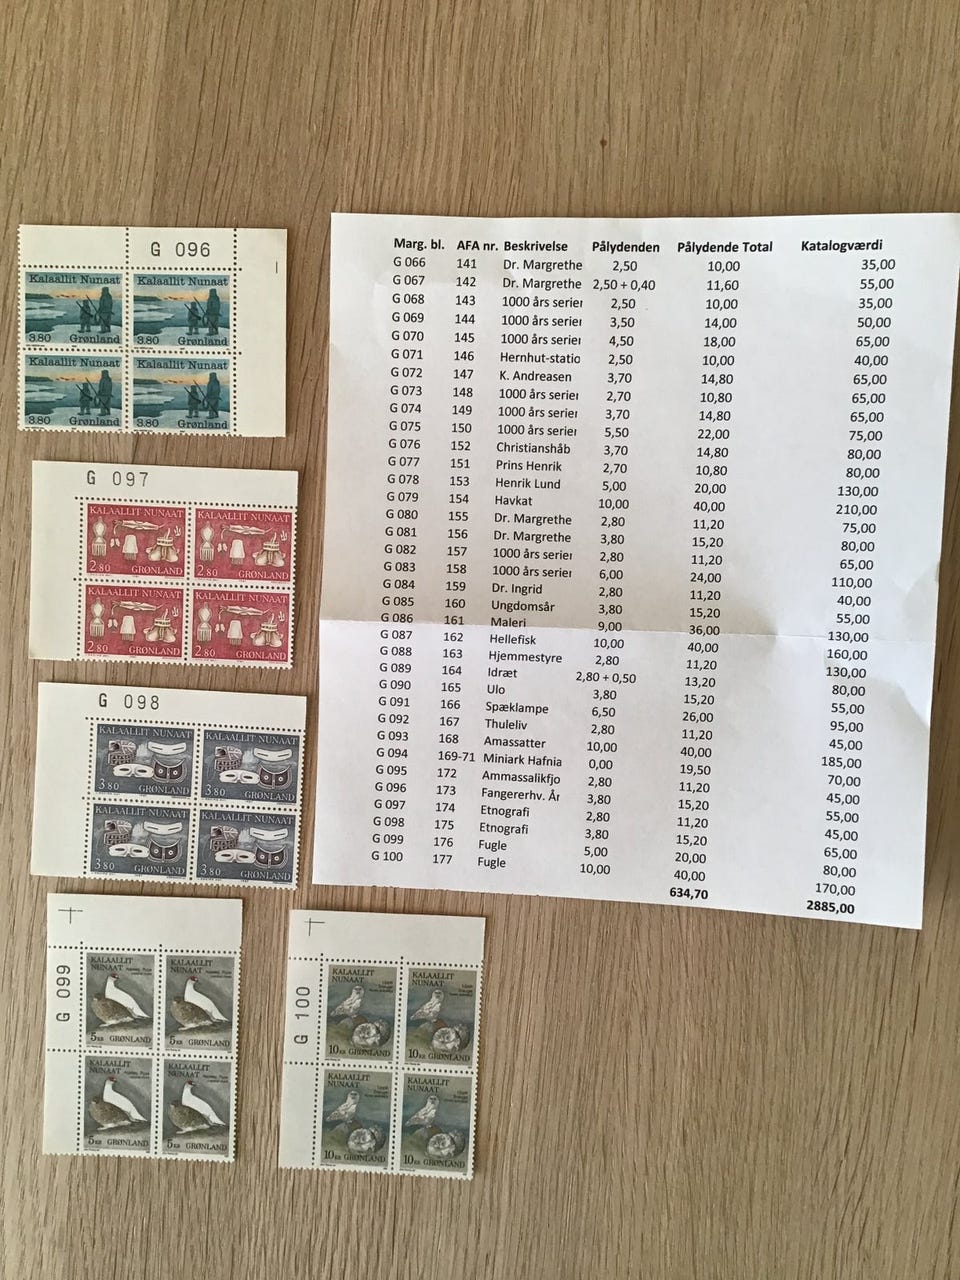 G 096
Kalaallit Nunaat Kalaallit Nunaat
3.80 Grønland 3.80 Grønland
Kalaallit Nunaat Kalaallit Nunaat
3.80 Grønland 3.80 Grønland
G 097
KALAALLIT NUNAAT KALAALLIT NUNAAT
2.80 GRØNLAND 2.80 GRØNLAND
KALAALLIT NUNAAT KALAALLIT NUNAAT
2.80 GRØNLAND 2.80 GRØNLAND
G 098
KALAALLIT NUNAAT KALAALLIT NUNAAT
3.80 GRØNLAND 3.80 GRØNLAND
KALAALLIT NUNAAT KALAALLIT NUNAAT
3.80 GRØNLAND 3.80 GRØNLAND
G 099
KALAALLIT KALAALLIT
NUNAAT NUNAAT
5KR GRØNLAND 5KR GRØNLAND
KALAALLIT KALAALLIT
NUNAAT NUNAAT
5KR GRØNLAND 5KR GRØNLAND
G 100
KALAALLIT KALAALLIT
NUNAAT NUNAAT
10KR GRØNLAND 10KR GRØNLAND
KALAALLIT KALAALLIT
NUNAAT NUNAAT
10KR GRØNLAND 10KR GRØNLAND
Marg. bl. AFA nr. Beskrivelse Pålydenden Pålydende Total Katalogværdi
G 066 141 Dr. Margrethe 2,50 10,00 35,00
G 067 142 Dr. Margrethe 2,50 + 0,40 11,60 55,00
G 068 143 1000 års serier 2,50 10,00 35,00
G 069 144 1000 års serier 3,50 14,00 50,00
G 070 145 1000 års serier 4,50 18,00 65,00
G 071 146 Hernhut-statio 2,50 10,00 40,00
G 072 147 K. Andreasen 3,70 14,80 65,00
G 073 148 1000 års serier 2,70 10,80 65,00
G 074 149 1000 års serier 3,70 14,80 65,00
G 075 150 1000 års serier 5,50 22,00 75,00
G 076 152 Christianshåb 3,70 14,80 80,00
G 077 151 Prins Henrik 2,70 10,80 80,00
G 078 153 Henrik Lund 5,00 20,00 130,00
G 079 154 Havkat 10,00 40,00 210,00
G 080 155 Dr. Margrethe 2,80 11,20 75,00
G 081 156 Dr. Margrethe 3,80 15,20 80,00
G 082 157 1000 års serier 2,80 11,20 65,00
G 083 158 1000 års serier 6,00 24,00 110,00
G 084 159 Dr. Ingrid 2,80 11,20 40,00
G 085 160 Ungdomsår 3,80 15,20 55,00
G 086 161 Maleri 9,00 36,00 130,00
G 087 162 Hellefisk 10,00 40,00 160,00
G 088 163 Hjemmestyre 2,80 11,20 130,00
G 089 164 Idræt 2,80 + 0,50 13,20 80,00
G 090 165 Ulo 3,80 15,20 55,00
G 091 166 Spæklampe 6,50 26,00 95,00
G 092 167 Thuleliv 2,80 11,20 45,00
G 093 168 Amassatter 10,00 40,00 185,00
G 094 169-71 Miniark Hafnia 0,00 19,50 70,00
G 095 172 Ammassalikfjo 2,80 11,20 45,00
G 096 173 Fangererhv. År 3,80 15,20 55,00
G 097 174 Etnografi 2,80 11,20 45,00
G 098 175 Etnografi 3,80 15,20 65,00
G 099 176 Fugle 5,00 20,00 80,00
G 100 177 Fugle 10,00 40,00 170,00
634,70 2885,00